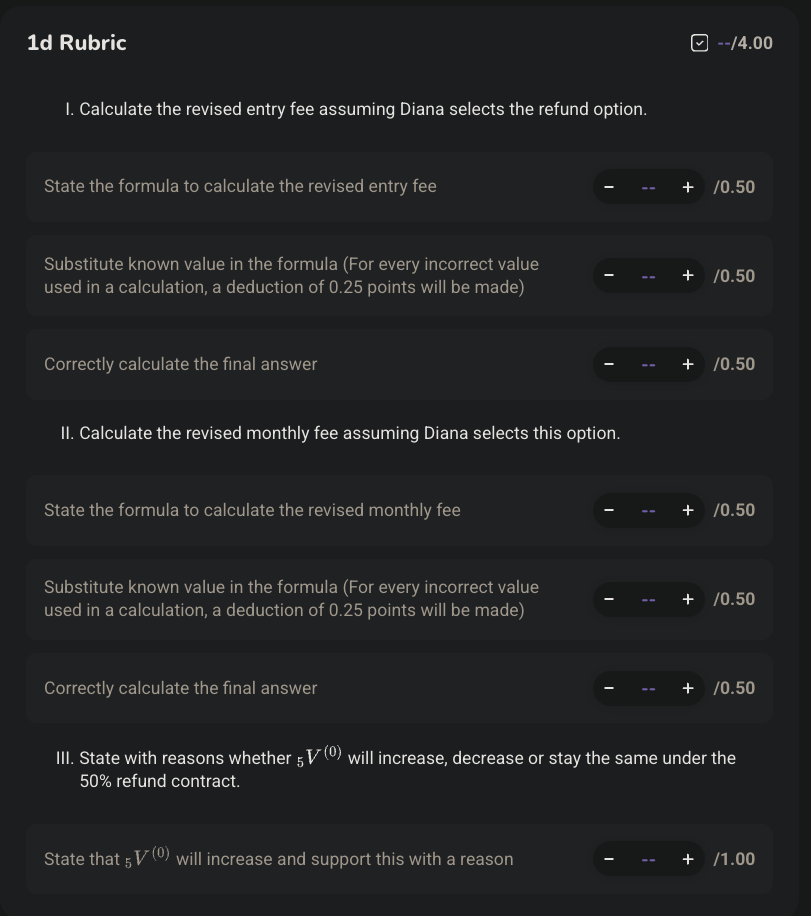 1d Rubric
--/4.00
I. Calculate the revised entry fee assuming Diana selects the refund option.
State the formula to calculate the revised entry fee
− -- + /0.50
Substitute known value in the formula (For every incorrect value
used in a calculation, a deduction of 0.25 points will be made)
− -- + /0.50
Correctly calculate the final answer
− -- + /0.50
II. Calculate the revised monthly fee assuming Diana selects this option.
State the formula to calculate the revised monthly fee
− -- + /0.50
Substitute known value in the formula (For every incorrect value
used in a calculation, a deduction of 0.25 points will be made)
− -- + /0.50
Correctly calculate the final answer
− -- + /0.50
III. State with reasons whether ₅V⁽⁰⁾ will increase, decrease or stay the same under the
50% refund contract.
State that ₅V⁽⁰⁾ will increase and support this with a reason
− -- + /1.00